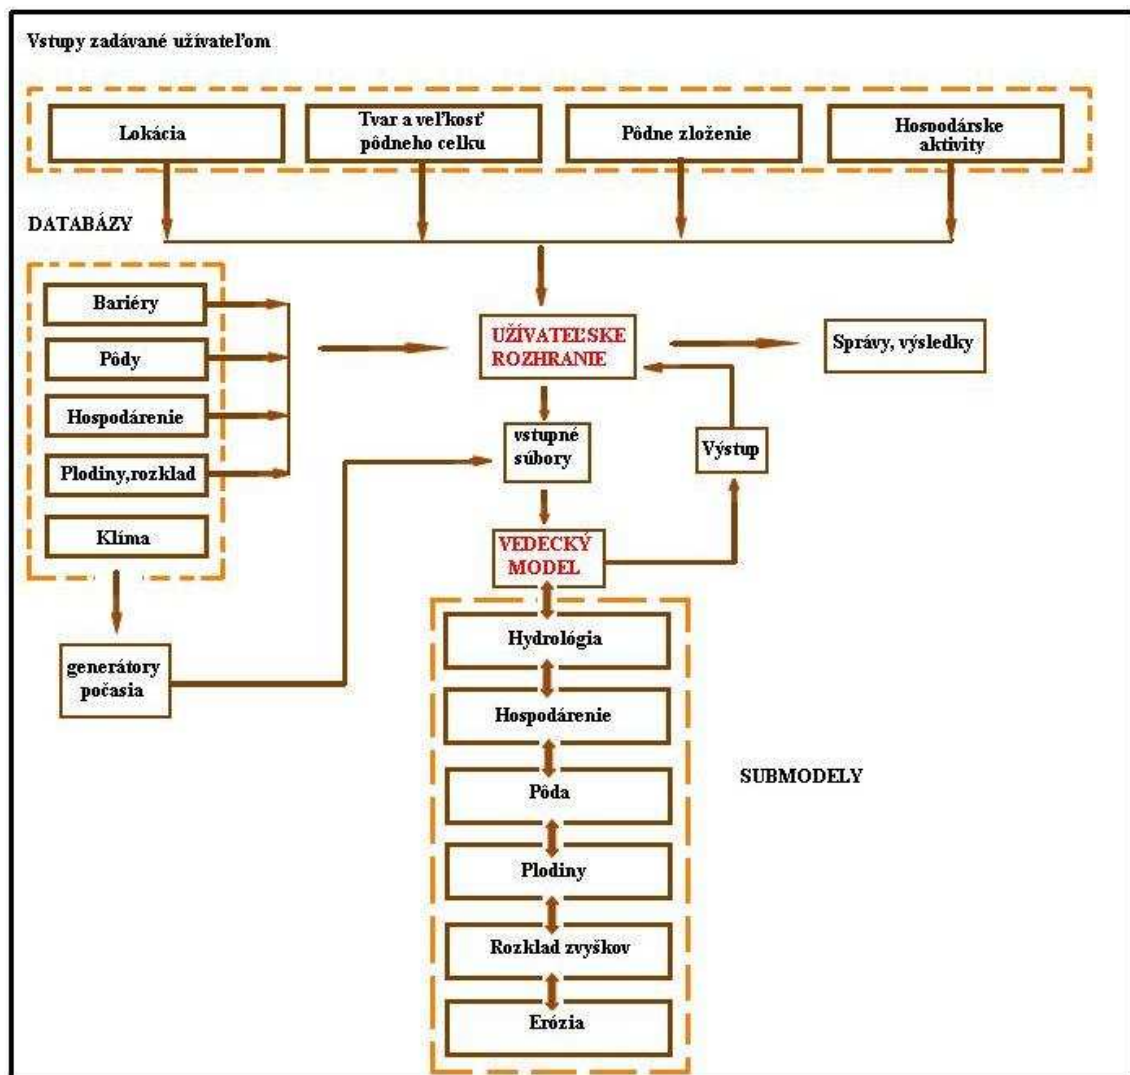 Vstupy zadávané užívateľom
Lokácia
Tvar a veľkosť
pôdneho celku
Pôdne zloženie
Hospodárske
aktivity
DATABÁZY
Bariéry
Pôdy
Hospodárenie
Plodiny,rozklad
Klíma
generátory
počasia
UŽÍVATEĽSKE
ROZHRANIE
Správy, výsledky
vstupné
súbory
Výstup
VEDECKÝ
MODEL
Hydrológia
Hospodárenie
Pôda
Plodiny
Rozklad zvyškov
Erózia
SUBMODELY